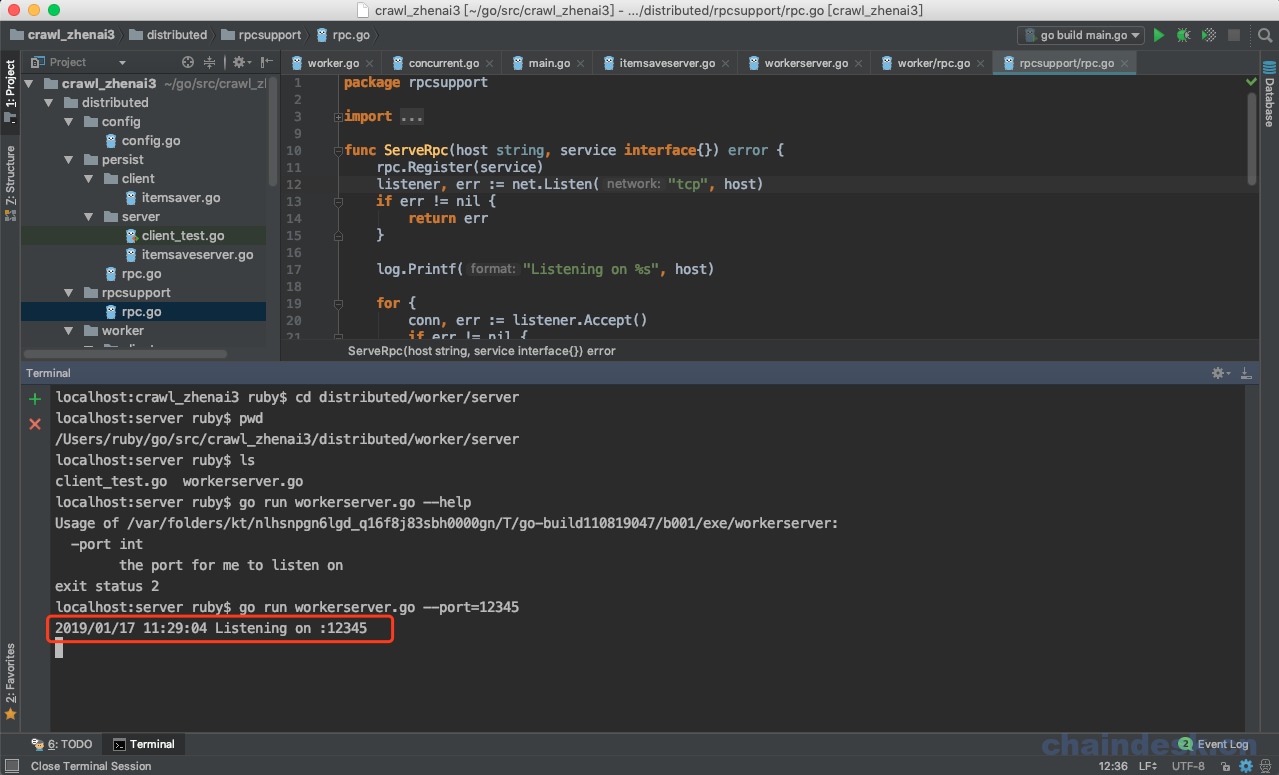 crawl_zhenai3 [~/go/src/crawl_zhenai3] - .../distributed/rpcsupport/rpc.go [crawl_zhenai3]
crawl_zhenai3 distributed rpcsupport rpc.go go build main.go
Project worker.go concurrent.go main.go itemsaveserver.go workerserver.go worker/rpc.go rpcsupport/rpc.go
1: Project
Z: Structure
2: Favorites
Database
crawl_zhenai3 ~/go/src/crawl_zl
distributed
config
config.go
persist
client
itemsaver.go
server
client_test.go
itemsaveserver.go
rpc.go
rpcsupport
rpc.go
worker
1 package rpcsupport
2
3 import ...
9
10 func ServeRpc(host string, service interface{}) error {
11 rpc.Register(service)
12 listener, err := net.Listen( network: "tcp", host)
13 if err != nil {
14 return err
15 }
16
17 log.Printf( format: "Listening on %s", host)
18
19 for {
20 conn, err := listener.Accept()
21 if err != nil {
ServeRpc(host string, service interface{}) error
Terminal
localhost:crawl_zhenai3 ruby$ cd distributed/worker/server
localhost:server ruby$ pwd
/Users/ruby/go/src/crawl_zhenai3/distributed/worker/server
localhost:server ruby$ ls
client_test.go  workerserver.go
localhost:server ruby$ go run workerserver.go --help
Usage of /var/folders/kt/nlhsnpgn6lgd_q16f8j83sbh0000gn/T/go-build110819047/b001/exe/workerserver:
-port int
the port for me to listen on
exit status 2
localhost:server ruby$ go run workerserver.go --port=12345
2019/01/17 11:29:04 Listening on :12345
6: TODO Terminal 2 Event Log
chaindesk.cn
Close Terminal Session 12:36 LF UTF-8